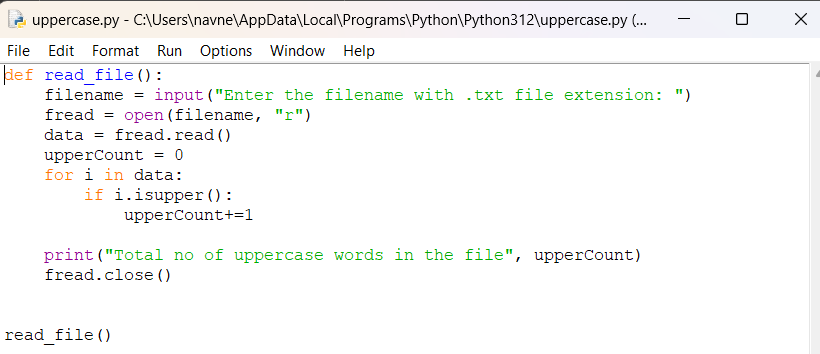 uppercase.py - C:\Users\navne\AppData\Local\Programs\Python\Python312\uppercase.py (...
File Edit Format Run Options Window Help
def read_file():
    filename = input("Enter the filename with .txt file extension: ")
    fread = open(filename, "r")
    data = fread.read()
    upperCount = 0
    for i in data:
        if i.isupper():
            upperCount+=1
    print("Total no of uppercase words in the file", upperCount)
    fread.close()
read_file()